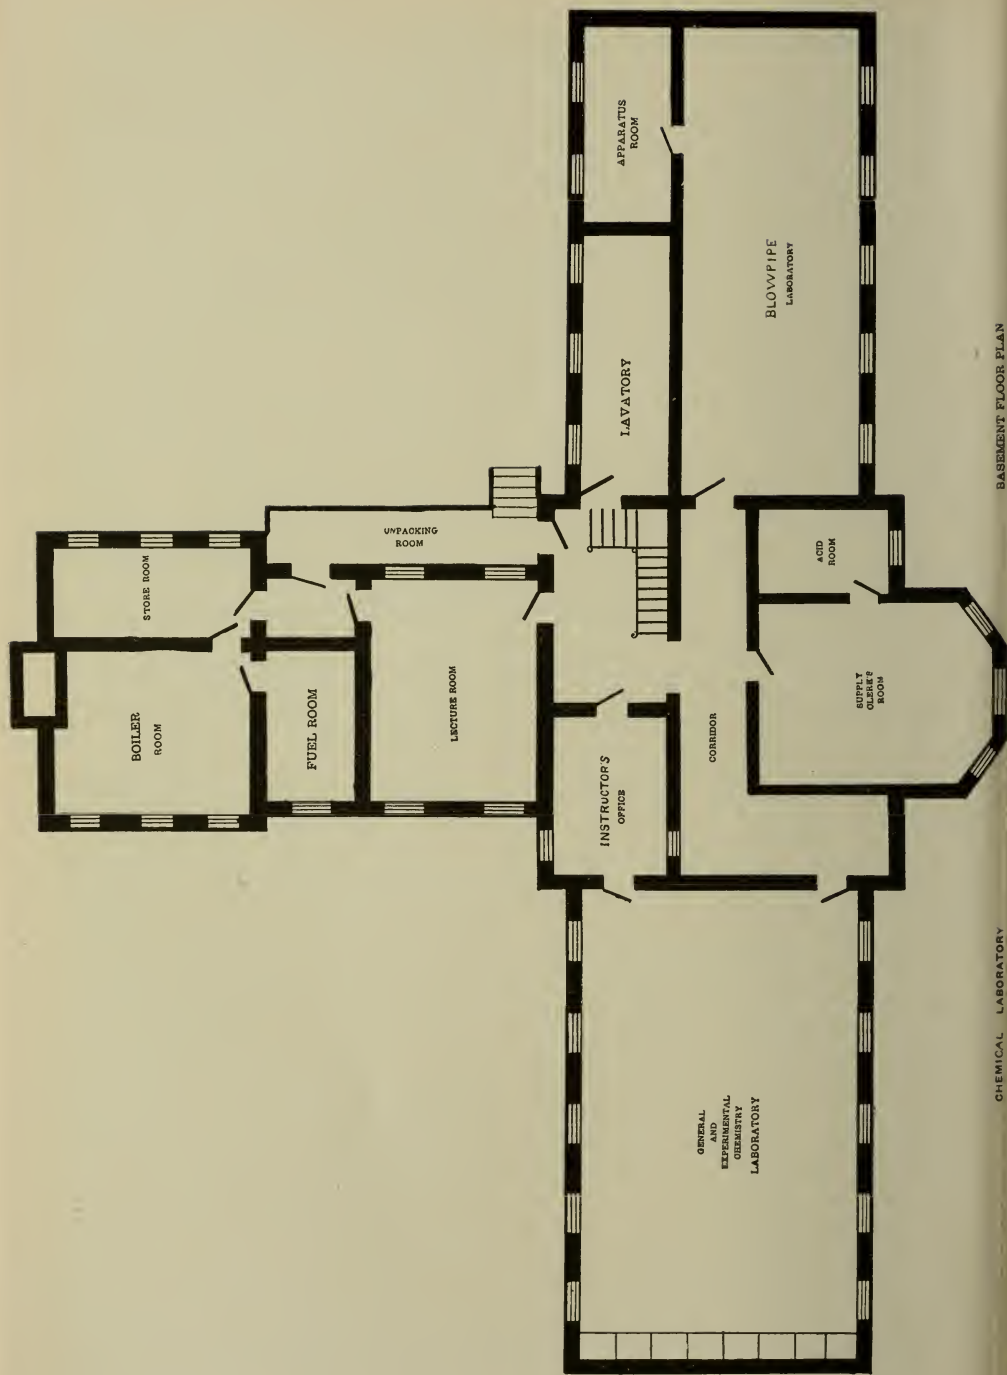 BOILER
ROOM
STORE ROOM
FUEL ROOM
UNPACKING
ROOM
LECTURE ROOM
INSTRUCTOR'S
OFFICE
LAVATORY
APPARATUS
ROOM
BLOWPIPE
LABORATORY
CORRIDOR
ACID
ROOM
SUPPLY
CLERK'S
ROOM
GENERAL
AND
EXPERIMENTAL
CHEMISTRY
LABORATORY
CHEMICAL LABORATORY
BASEMENT FLOOR PLAN